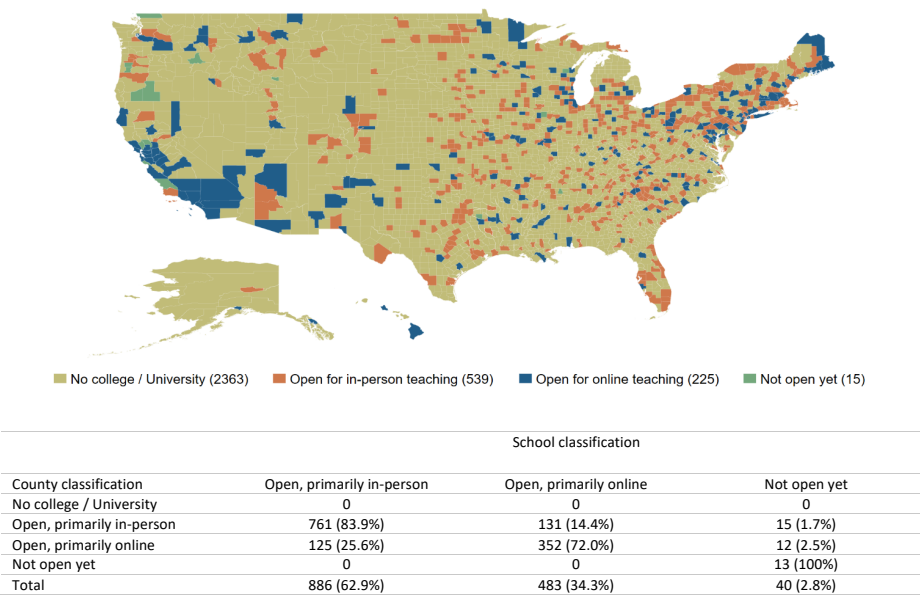 No college / University (2363) Open for in-person teaching (539) Open for online teaching (225) Not open yet (15)
School classification
County classification Open, primarily in-person Open, primarily online Not open yet
No college / University 0 0 0
Open, primarily in-person 761 (83.9%) 131 (14.4%) 15 (1.7%)
Open, primarily online 125 (25.6%) 352 (72.0%) 12 (2.5%)
Not open yet 0 0 13 (100%)
Total 886 (62.9%) 483 (34.3%) 40 (2.8%)